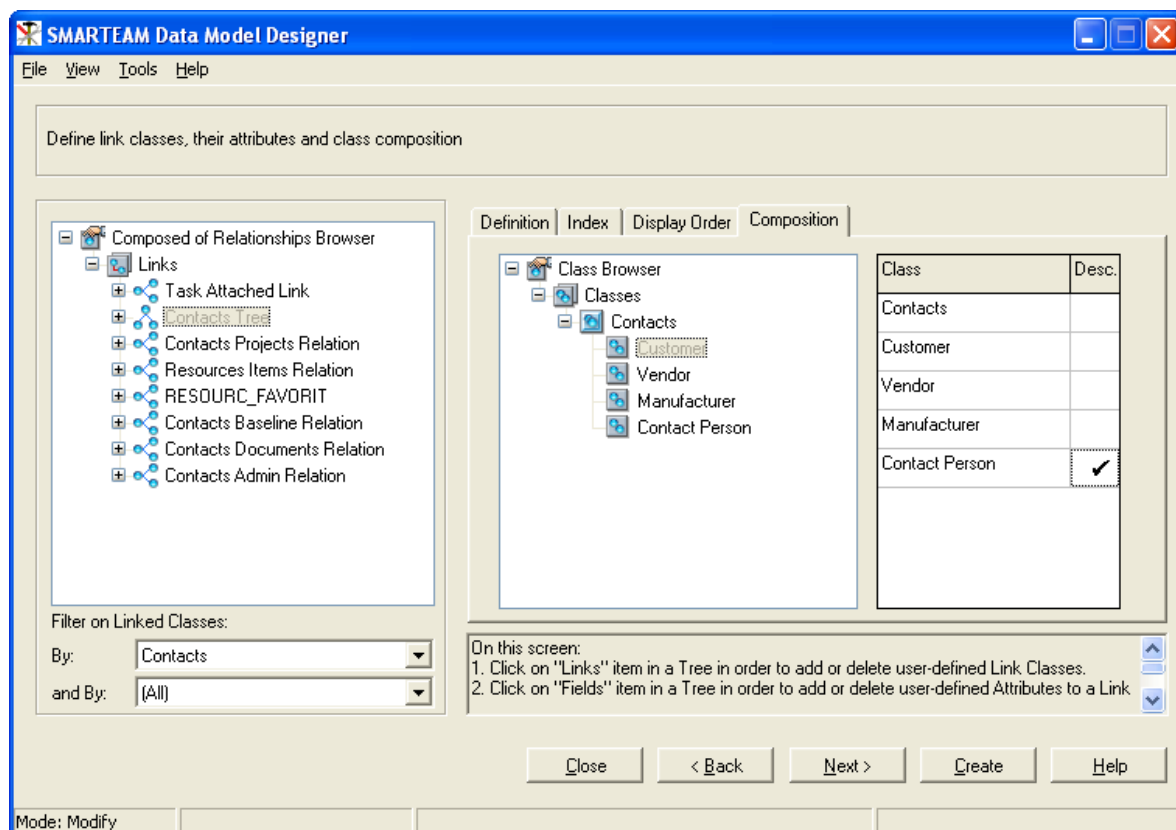 SMARTEAM Data Model Designer
File View Tools Help
Define link classes, their attributes and class composition
Composed of Relationships Browser
Links
Task Attached Link
Contacts Tree
Contacts Projects Relation
Resources Items Relation
RESOURC_FAVORIT
Contacts Baseline Relation
Contacts Documents Relation
Contacts Admin Relation
Filter on Linked Classes:
By: Contacts
and By: (All)
Definition Index Display Order Composition
Class Browser
Classes
Contacts
Customer
Vendor
Manufacturer
Contact Person
Class Desc.
Contacts
Customer
Vendor
Manufacturer
Contact Person ✔
On this screen:
1. Click on "Links" item in a Tree in order to add or delete user-defined Link Classes.
2. Click on "Fields" item in a Tree in order to add or delete user-defined Attributes to a Link
Close < Back Next > Create Help
Mode: Modify